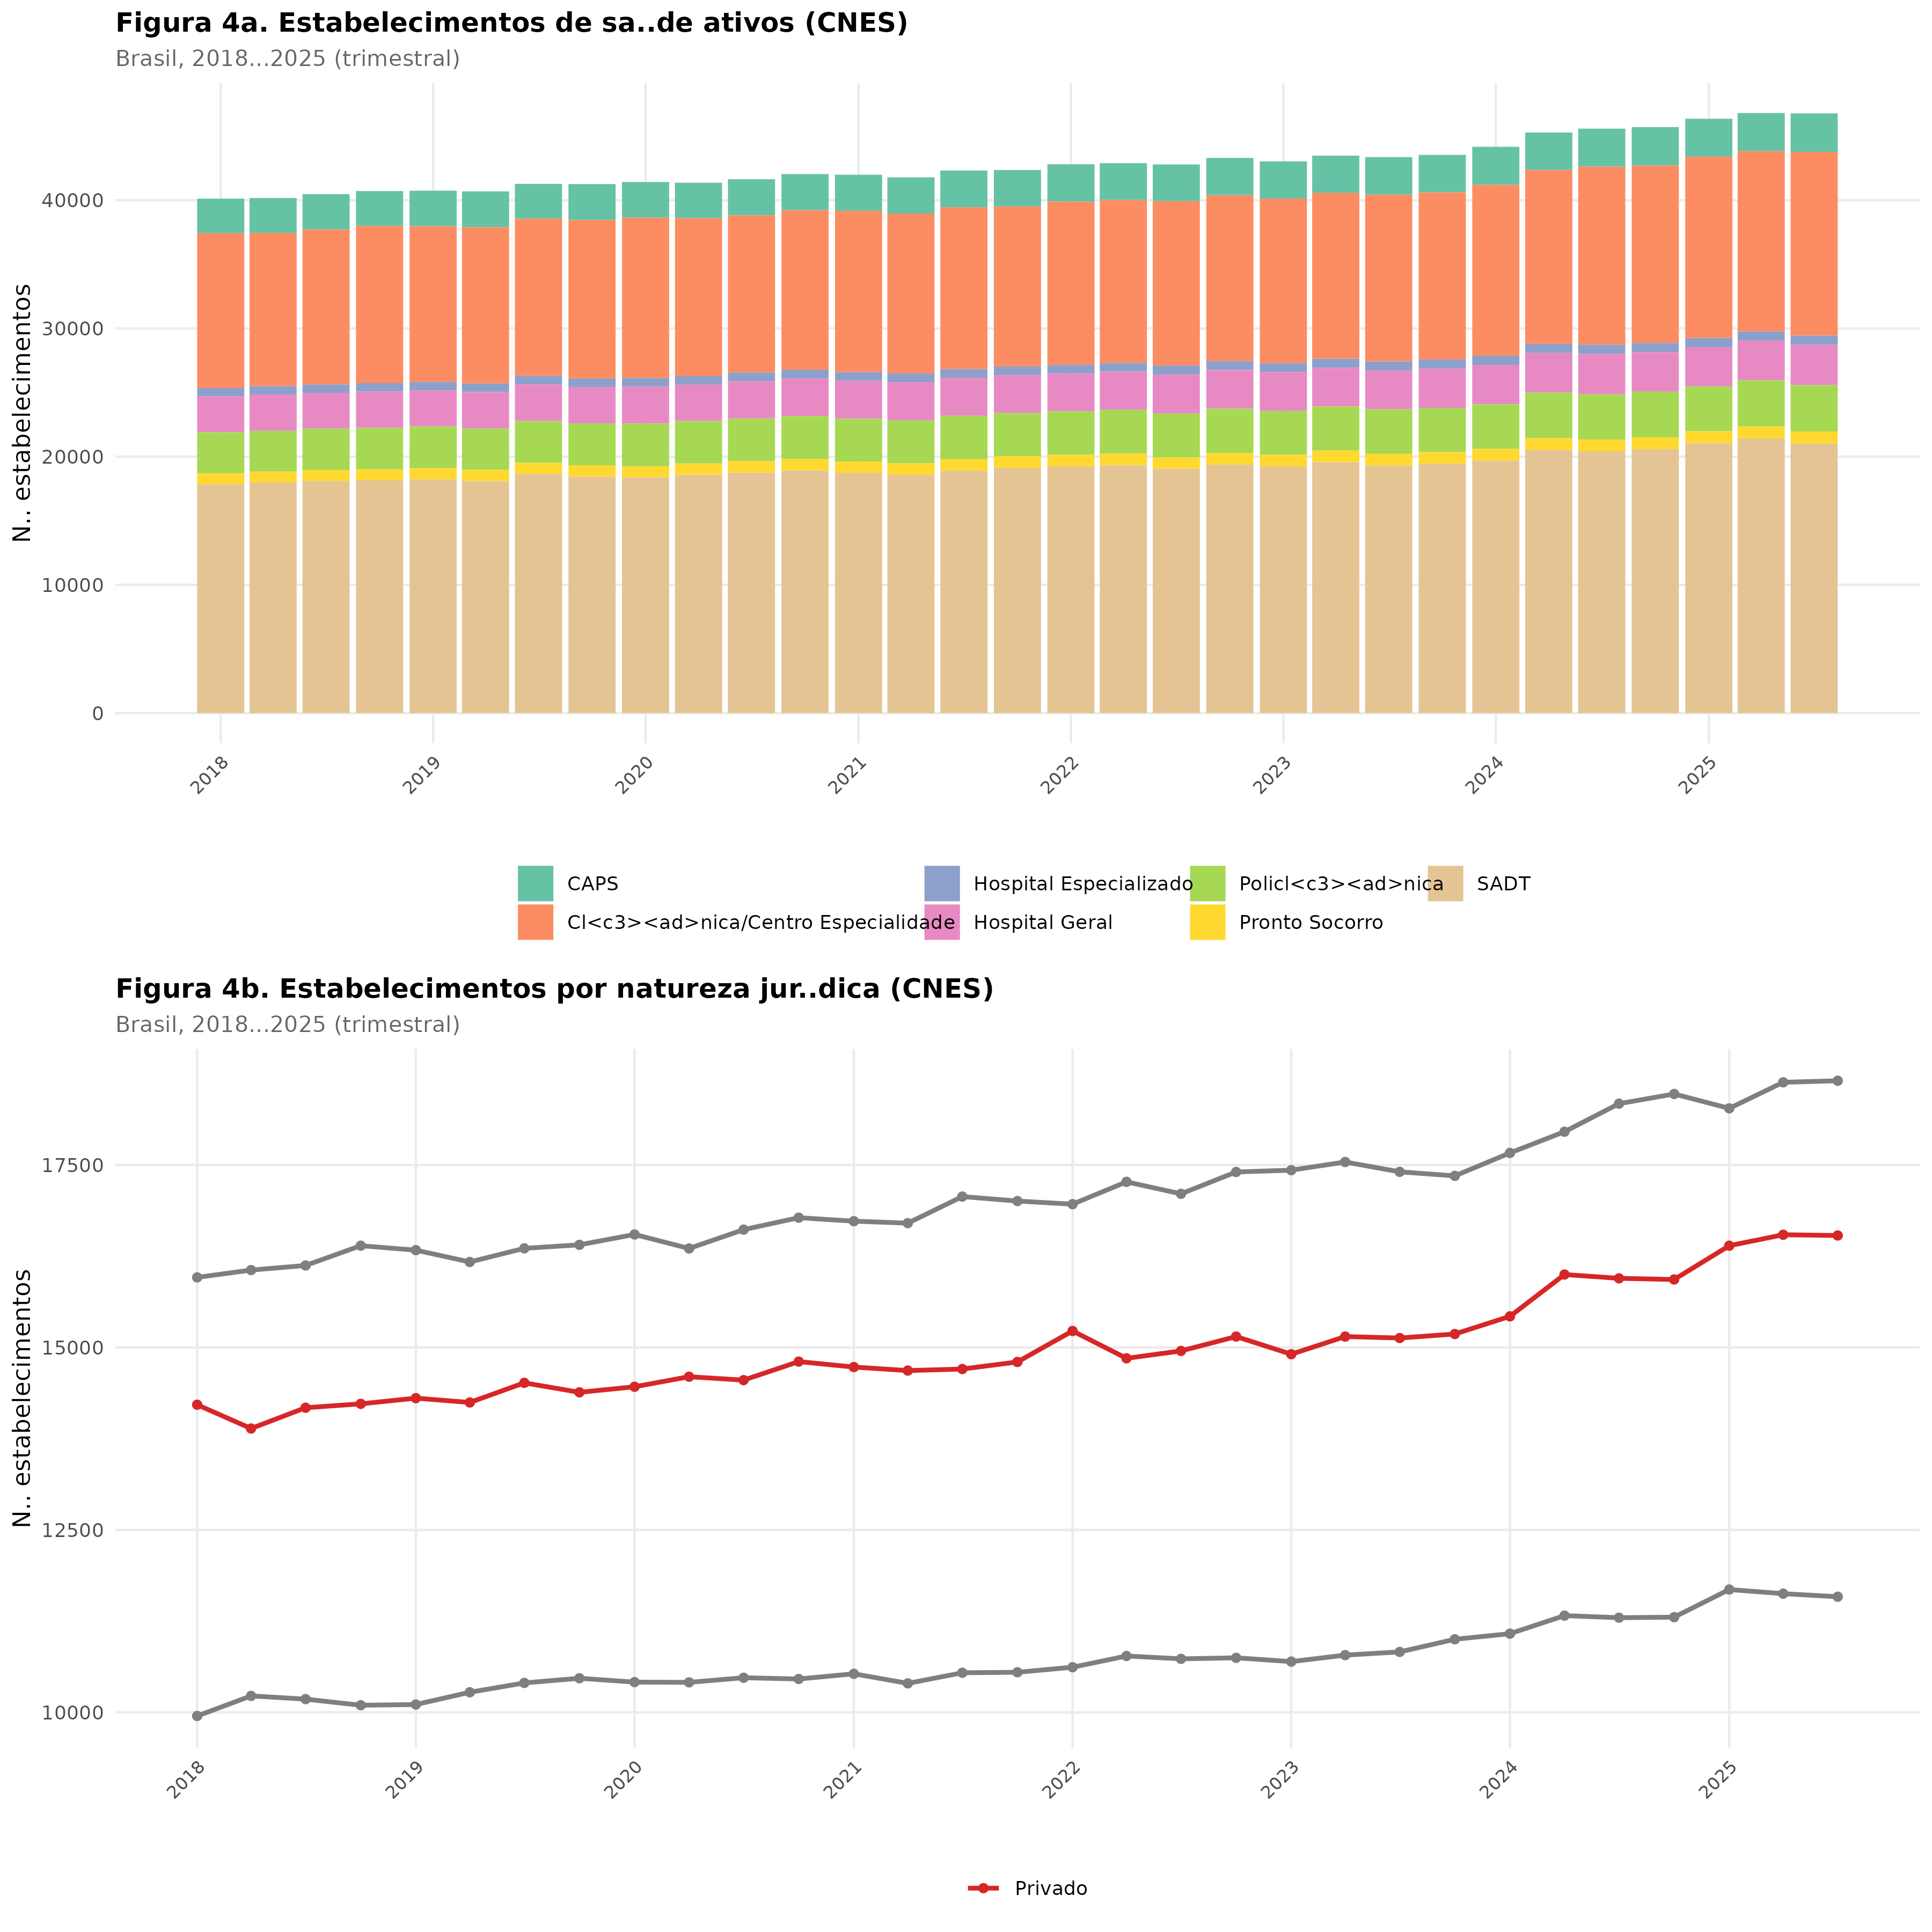 Figura 4a. Estabelecimentos de sa..de ativos (CNES)
Brasil, 2018...2025 (trimestral)
N.. estabelecimentos
40000
30000
20000
10000
0
2018
2019
2020
2021
2022
2023
2024
2025
CAPS
Hospital Especializado
Policl<c3><ad>nica
SADT
Cl<c3><ad>nica/Centro Especialidade
Hospital Geral
Pronto Socorro
Figura 4b. Estabelecimentos por natureza jur..dica (CNES)
Brasil, 2018...2025 (trimestral)
N.. estabelecimentos
17500
15000
12500
10000
2018
2019
2020
2021
2022
2023
2024
2025
Privado